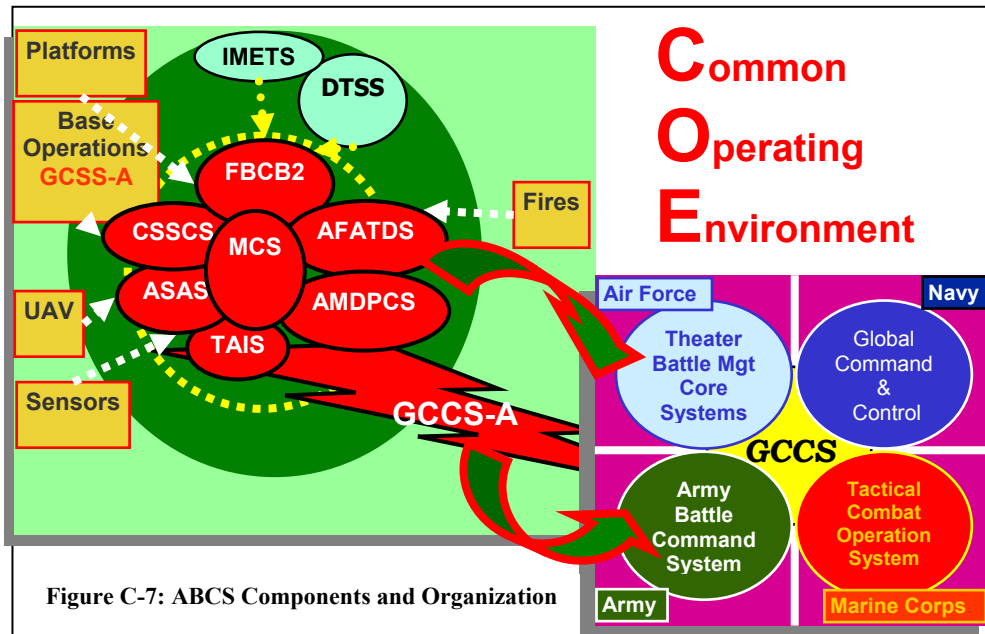 Platforms
Base
Operations
GCSS-A
UAV
Sensors
IMETS
DTSS
FBCB2
CSSCS
MCS
AFATDS
ASAS
AMDPCS
TAIS
Fires
GCCS-A
Common
Operating
Environment
Air Force
Navy
Theater
Battle Mgt
Core
Systems
Global
Command
&
Control
GCCS
Army
Battle
Command
System
Tactical
Combat
Operation
System
Army
Marine Corps
Figure C-7: ABCS Components and Organization